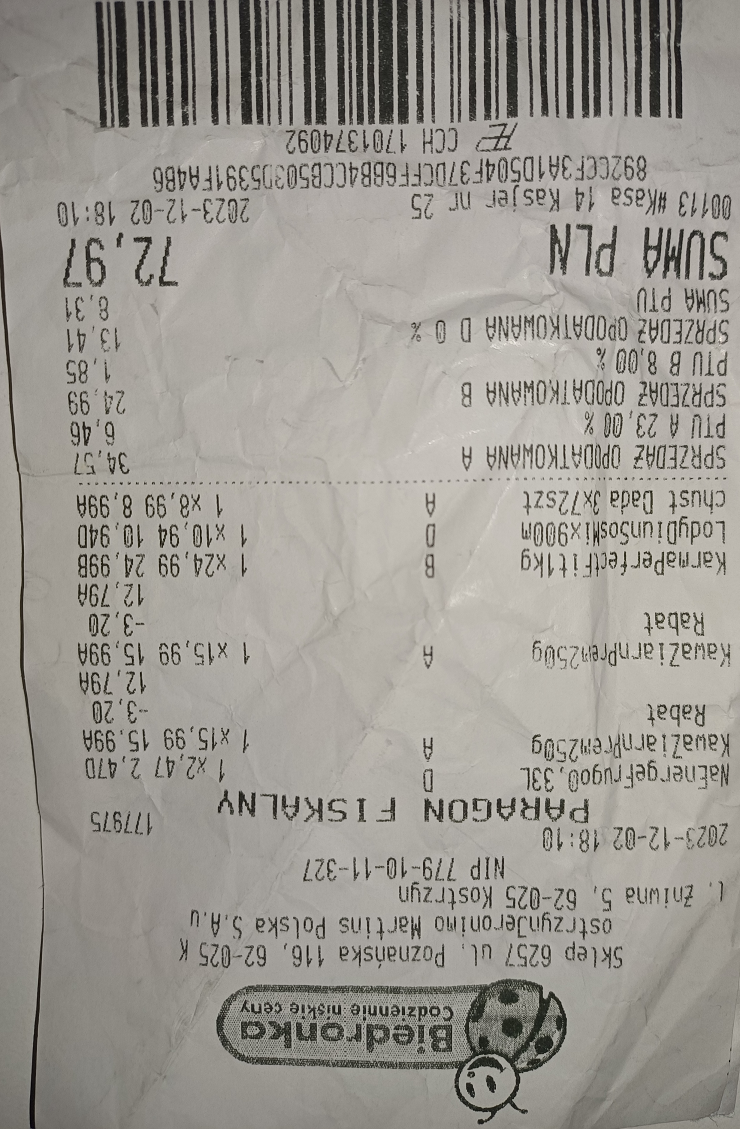 Biedronka
Codziennie niskie ceny
Sklep 6257 ul. Poznańska 116, 62-025 K
ostrzynJeronimo Martins Polska S.A.u
l. Żniwna 5, 62-025 Kostrzyn
NIP 779-10-11-327
2023-12-02 18:10 177975
PARAGON FISKALNY
NaEnergeFrugo0,33L D 1 x2,47 2,47D
KawaZiarnPrem250g A 1 x15,99 15,99A
Rabat -3,20
12,79A
KawaZiarnPrem250g A 1 x15,99 15,99A
Rabat -3,20
12,79A
KarmaPerfectFit1kg B 1 x24,99 24,99B
LodyDiunSosMix900m D 1 x10,94 10,94D
chust Dada 3x72szt A 1 x8,99 8,99A
SPRZEDAŻ OPODATKOWANA A 34,57
PTU A 23,00 % 6,46
SPRZEDAŻ OPODATKOWANA B 24,99
PTU B 8,00 % 1,85
SPRZEDAŻ OPODATKOWANA D 0 % 13,41
SUMA PTU 8,31
SUMA PLN 72,97
00113 #Kasa 14 Kasjer nr 25 2023-12-02 18:10
892CCF3A1D504F37DCFF6BB4CCB503D5391FA4B6
CCH 1701374092